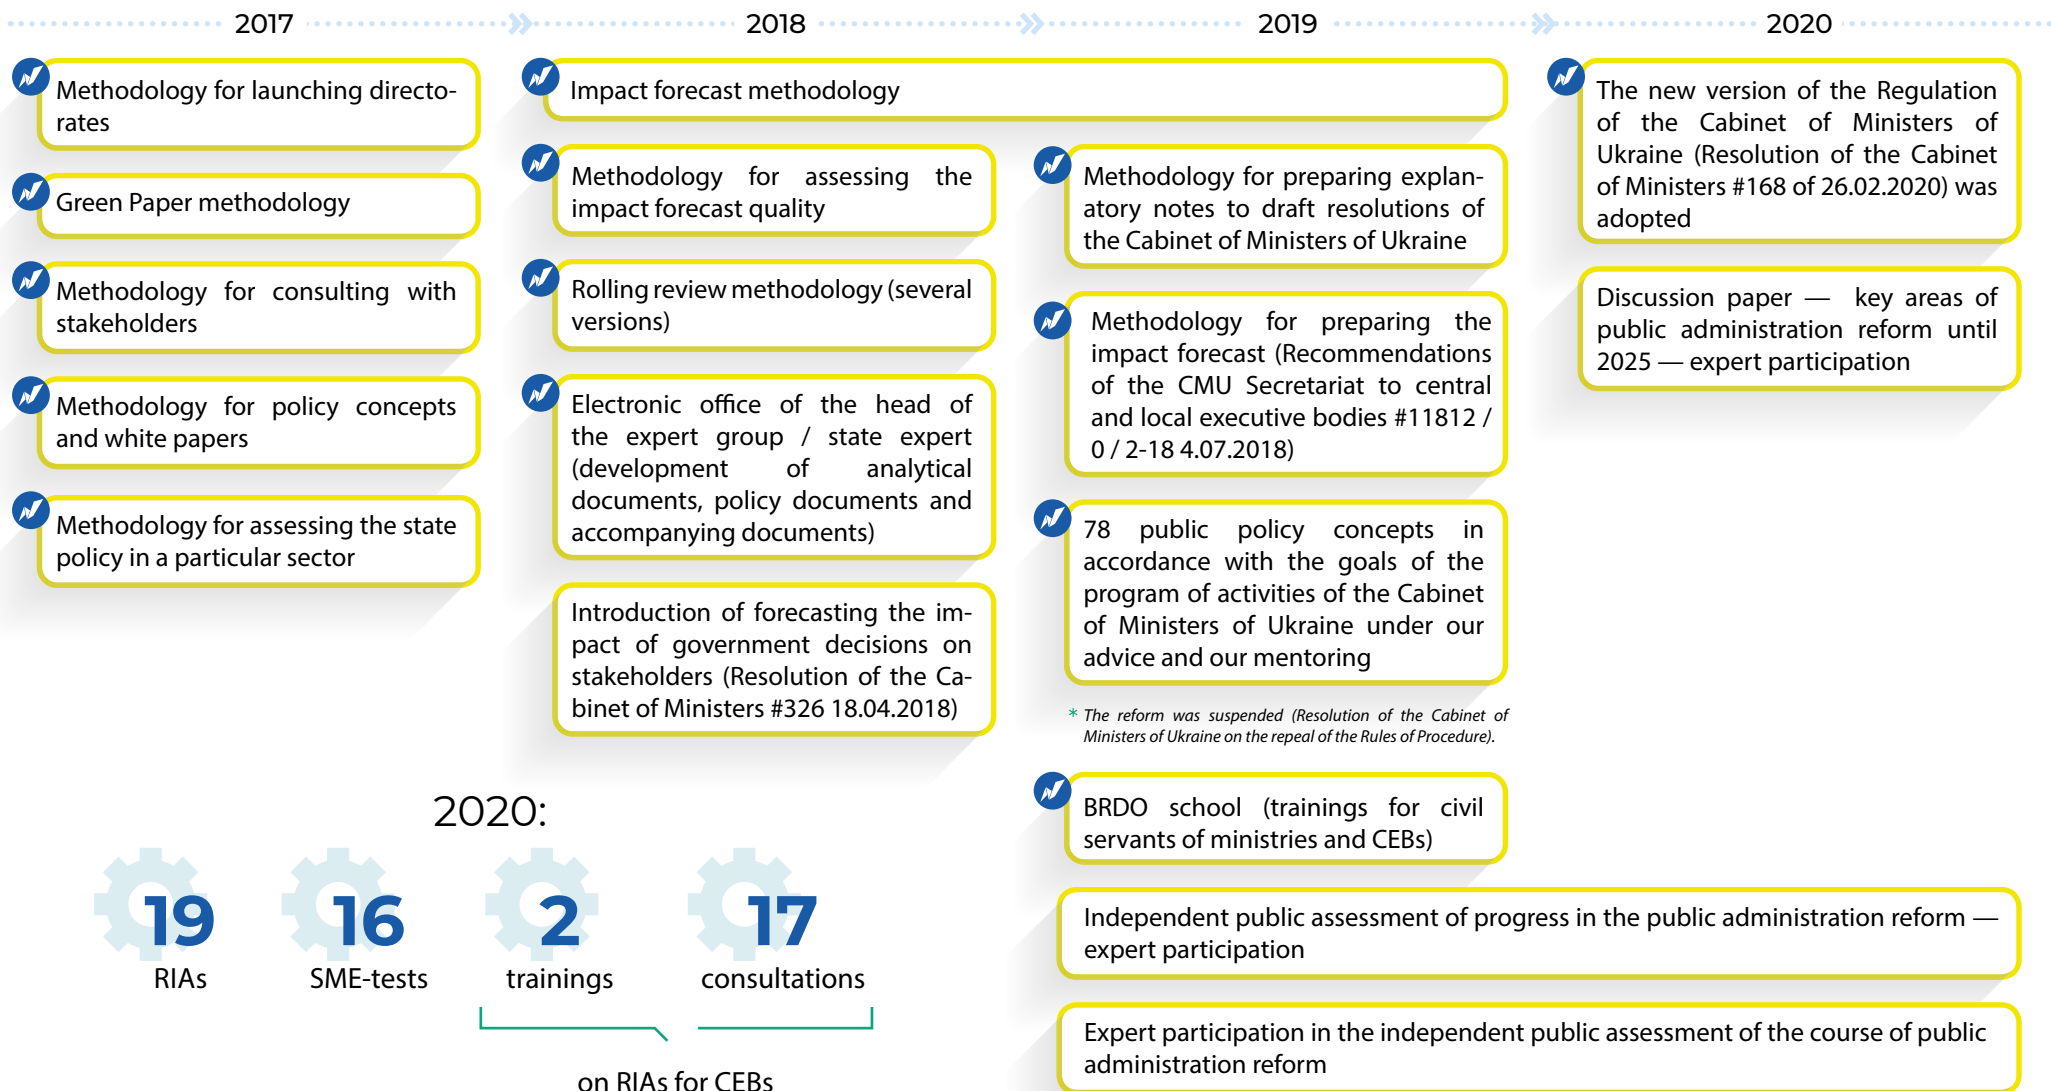 2017
2018
2019
2020
Methodology for launching directo-
rates
Green Paper methodology
Methodology for consulting with
stakeholders
Methodology for policy concepts
and white papers
Methodology for assessing the state
policy in a particular sector
Impact forecast methodology
Methodology for assessing the
impact forecast quality
Rolling review methodology (several
versions)
Electronic office of the head of
the expert group / state expert
(development of analytical
documents, policy documents and
accompanying documents)
Introduction of forecasting the im-
pact of government decisions on
stakeholders (Resolution of the Ca-
binet of Ministers #326 18.04.2018)
Methodology for preparing explan-
atory notes to draft resolutions of
the Cabinet of Ministers of Ukraine
Methodology for preparing the
impact forecast (Recommendations
of the CMU Secretariat to central
and local executive bodies #11812 /
0 / 2-18 4.07.2018)
78 public policy concepts in
accordance with the goals of the
program of activities of the Cabinet
of Ministers of Ukraine under our
advice and our mentoring
* The reform was suspended (Resolution of the Cabinet of
Ministers of Ukraine on the repeal of the Rules of Procedure).
BRDO school (trainings for civil
servants of ministries and CEBs)
The new version of the Regulation
of the Cabinet of Ministers of
Ukraine (Resolution of the Cabinet
of Ministers #168 of 26.02.2020) was
adopted
Discussion paper — key areas of
public administration reform until
2025 — expert participation
Independent public assessment of progress in the public administration reform —
expert participation
Expert participation in the independent public assessment of the course of public
administration reform
2020:
19
RIAs
16
SME-tests
2
trainings
17
consultations
on RIAs for CEBs